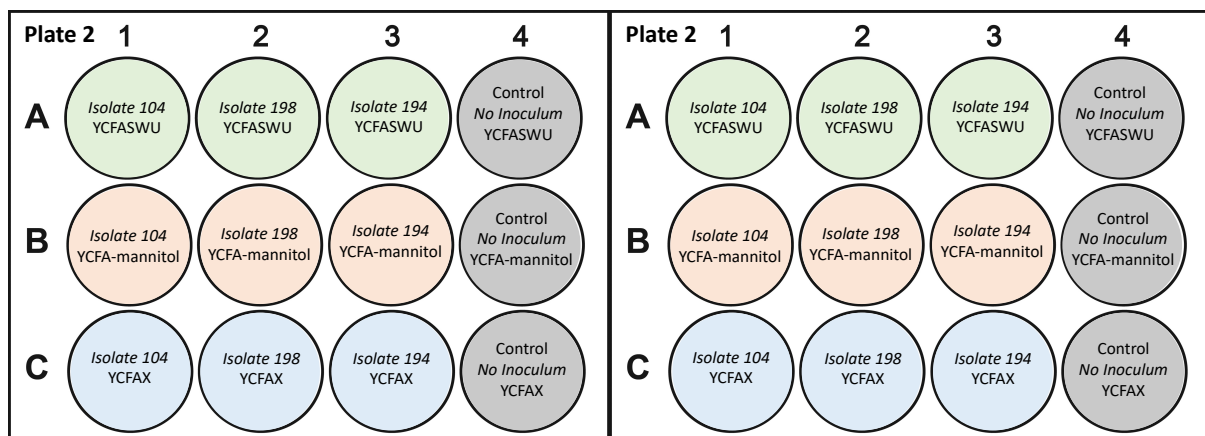 Plate 2 1 2 3 4
A
Isolate 104
YCFASWU
Isolate 198
YCFASWU
Isolate 194
YCFASWU
Control
No Inoculum
YCFASWU
B
Isolate 104
YCFA-mannitol
Isolate 198
YCFA-mannitol
Isolate 194
YCFA-mannitol
Control
No Inoculum
YCFA-mannitol
C
Isolate 104
YCFAX
Isolate 198
YCFAX
Isolate 194
YCFAX
Control
No Inoculum
YCFAX
Plate 2 1 2 3 4
A
Isolate 104
YCFASWU
Isolate 198
YCFASWU
Isolate 194
YCFASWU
Control
No Inoculum
YCFASWU
B
Isolate 104
YCFA-mannitol
Isolate 198
YCFA-mannitol
Isolate 194
YCFA-mannitol
Control
No Inoculum
YCFA-mannitol
C
Isolate 104
YCFAX
Isolate 198
YCFAX
Isolate 194
YCFAX
Control
No Inoculum
YCFAX